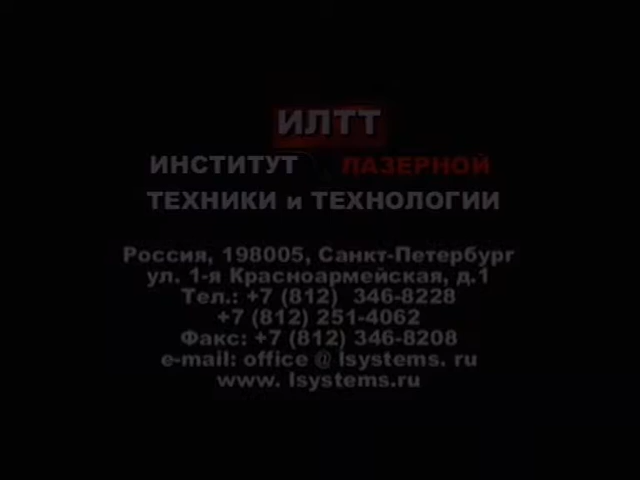 ИЛТТ
ИНСТИТУТ ЛАЗЕРНОЙ
ТЕХНИКИ и ТЕХНОЛОГИИ
Россия, 198005, Санкт-Петербург
ул. 1-я Красноармейская, д.1
Тел.: +7 (812) 346-8228
+7 (812) 251-4062
Факс: +7 (812) 346-8208
e-mail: office @ lsystems. ru
www. lsystems.ru